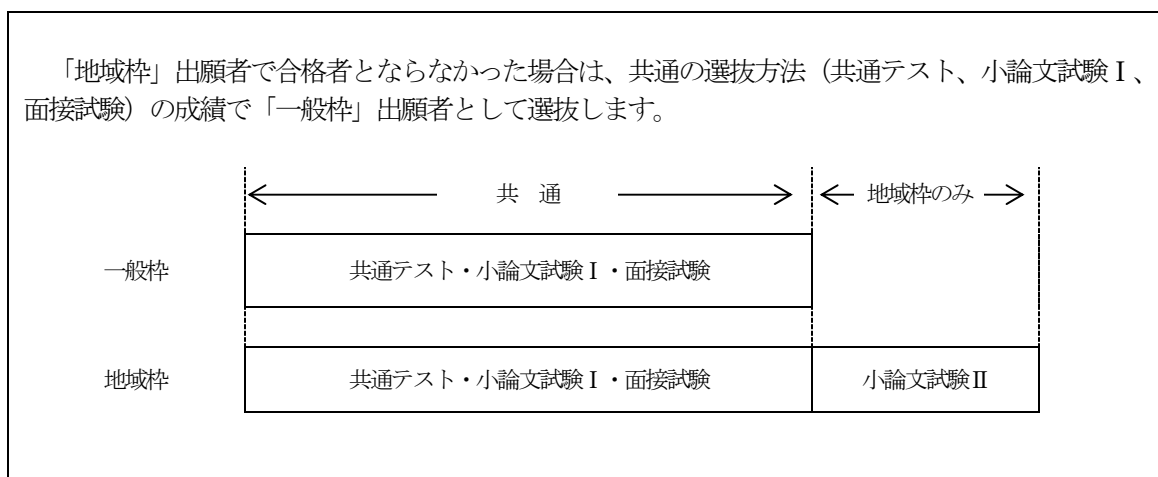 「地域枠」出願者で合格者とならなかった場合は、共通の選抜方法（共通テスト、小論文試験Ⅰ、
面接試験）の成績で「一般枠」出願者として選抜します。
共　通
地域枠のみ
一般枠
共通テスト・小論文試験Ⅰ・面接試験
地域枠
共通テスト・小論文試験Ⅰ・面接試験
小論文試験Ⅱ